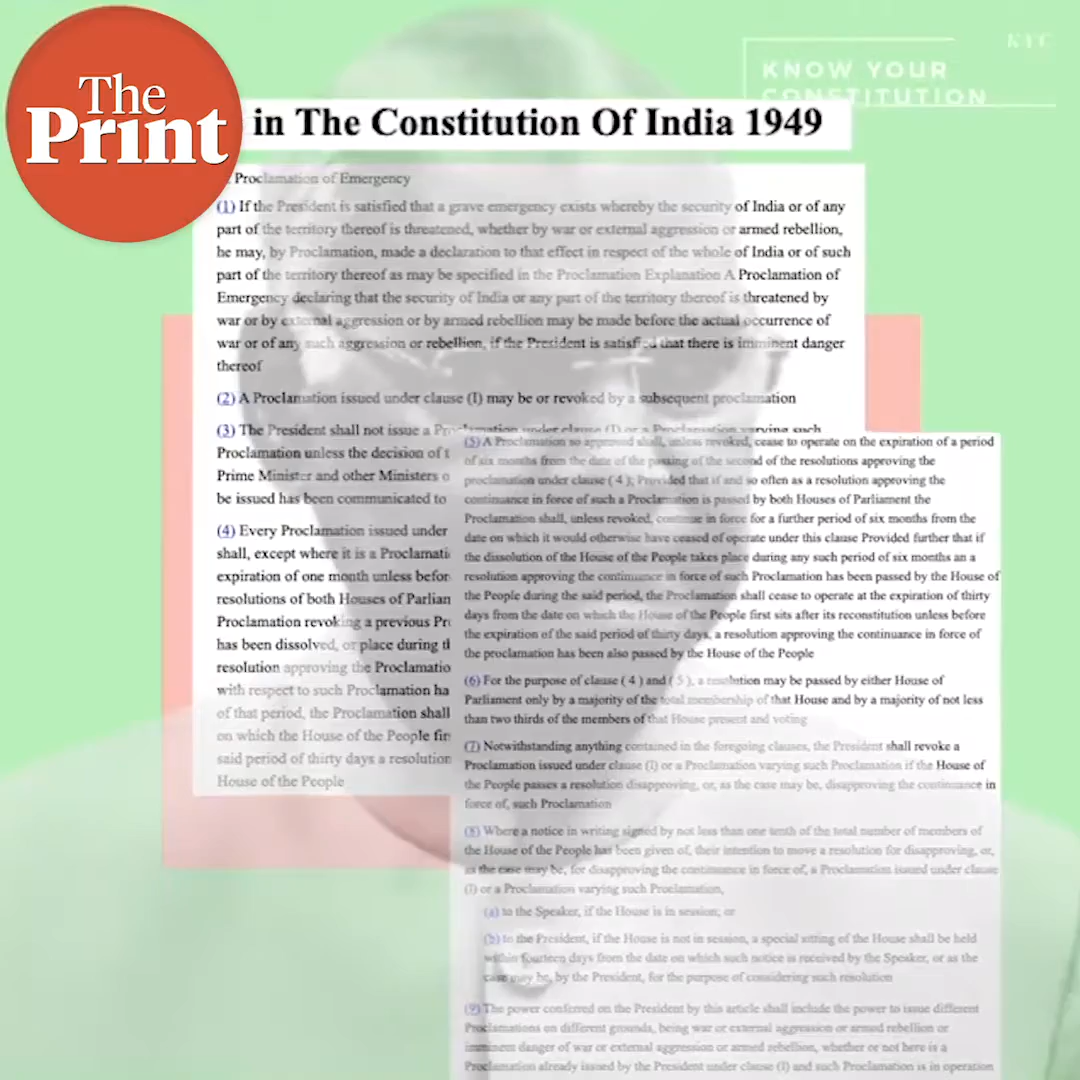 The
Print
KYC
KNOW YOUR
CONSTITUTION
in The Constitution Of India 1949
Proclamation of Emergency
(1) If the President is satisfied that a grave emergency exists whereby the security of India or of any
part of the territory thereof is threatened, whether by war or external aggression or armed rebellion,
he may, by Proclamation, made a declaration to that effect in respect of the whole of India or of such
part of the territory thereof as may be specified in the Proclamation Explanation A Proclamation of
Emergency declaring that the security of India or any part of the territory thereof is threatened by
war or by external aggression or by armed rebellion may be made before the actual occurrence of
war or of any such aggression or rebellion, if the President is satisfied that there is imminent danger
thereof
(2) A Proclamation issued under clause (I) may be or revoked by a subsequent proclamation
(3) The President shall not issue a Proclamation under clause (I) or a Proclamation varying such
Proclamation unless the decision of
Prime Minister and other Ministers
be issued has been communicated to
(4) Every Proclamation issued under
shall, except where it is a
expiration of one month unless
resolutions of both Houses of
Proclamation revoking a previous
has been dissolved, or place during
resolution approving the
with respect to such Proclamation
of that period, the Proclamation shall
on which the House of the People
said period of thirty days a resolution
House of the People
(5) A Proclamation so approved shall, unless revoked, cease to operate on the expiration of a period
of six months from the date of the passing of the second of the resolutions approving the
proclamation under clause ( 4 ); Provided that if and so often as a resolution approving the
continuance in force of such a Proclamation is passed by both Houses of Parliament the
Proclamation shall, unless revoked, continue in force for a further period of six months from the
date on which it would otherwise have ceased of operate under this clause Provided further that if
the dissolution of the House of the People takes place during any such period of six months an a
resolution approving the continuance in force of such Proclamation has been passed by the House of
the People during the said period, the Proclamation shall cease to operate at the expiration of thirty
days from the date on which the House of the People first sits after its reconstitution unless before
the expiration of the said period of thirty days, a resolution approving the continuance in force of
the proclamation has been also passed by the House of the People
(6) For the purpose of clause ( 4 ) and ( 5 ), a resolution may be passed by either House of
Parliament only by a majority of the total membership of that House and by a majority of not less
than two thirds of the members of that House present and voting
(7) Notwithstanding anything contained in the foregoing clauses, the President shall revoke a
Proclamation issued under clause (I) or a Proclamation varying such Proclamation if the House of
the People passes a resolution disapproving, or, as the case may be, disapproving the continuance in
force of, such Proclamation
(8) Where a notice in writing signed by not less than one tenth of the total number of members of
the House of the People has been given of, their intention to move a resolution for disapproving, or,
as the case may be, for disapproving the continuance in force of, a Proclamation issued under clause
(I) or a Proclamation varying such Proclamation,
(a) to the Speaker, if the House is in session; or
(b) to the President, if the House is not in session, a special sitting of the House shall be held
within fourteen days from the date on which such notice is received by the Speaker, or as the
case may be, by the President, for the purpose of considering such resolution
(9) The power conferred on the President by this article shall include the power to issue different
Proclamations on different grounds, being war or external aggression or armed rebellion or
imminent danger of war or external aggression or armed rebellion, whether or not here is a
Proclamation already issued by the President under clause (I) and such Proclamation is in operation